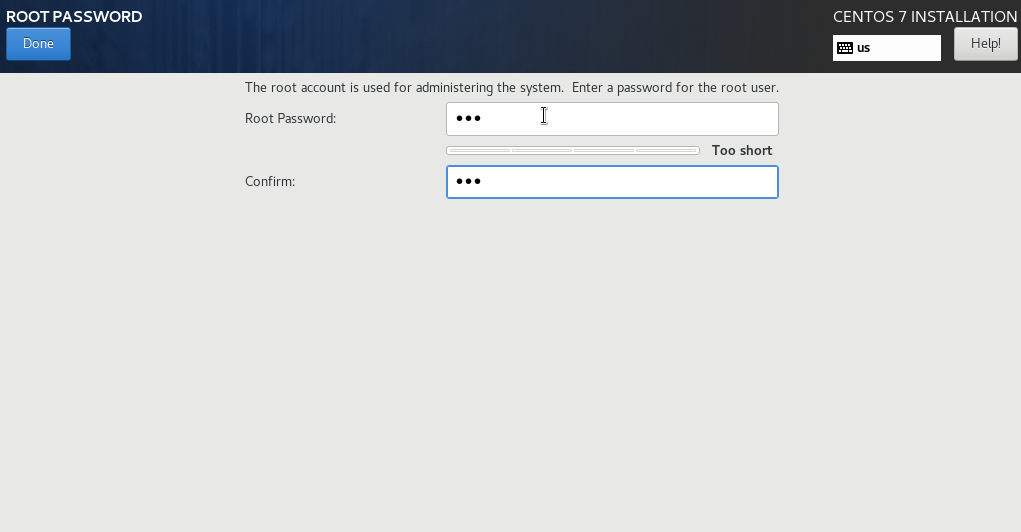 ROOT PASSWORD
CENTOS 7 INSTALLATION
Done
us
Help!
The root account is used for administering the system.  Enter a password for the root user.
Root Password:
●●●
Too short
Confirm:
●●●